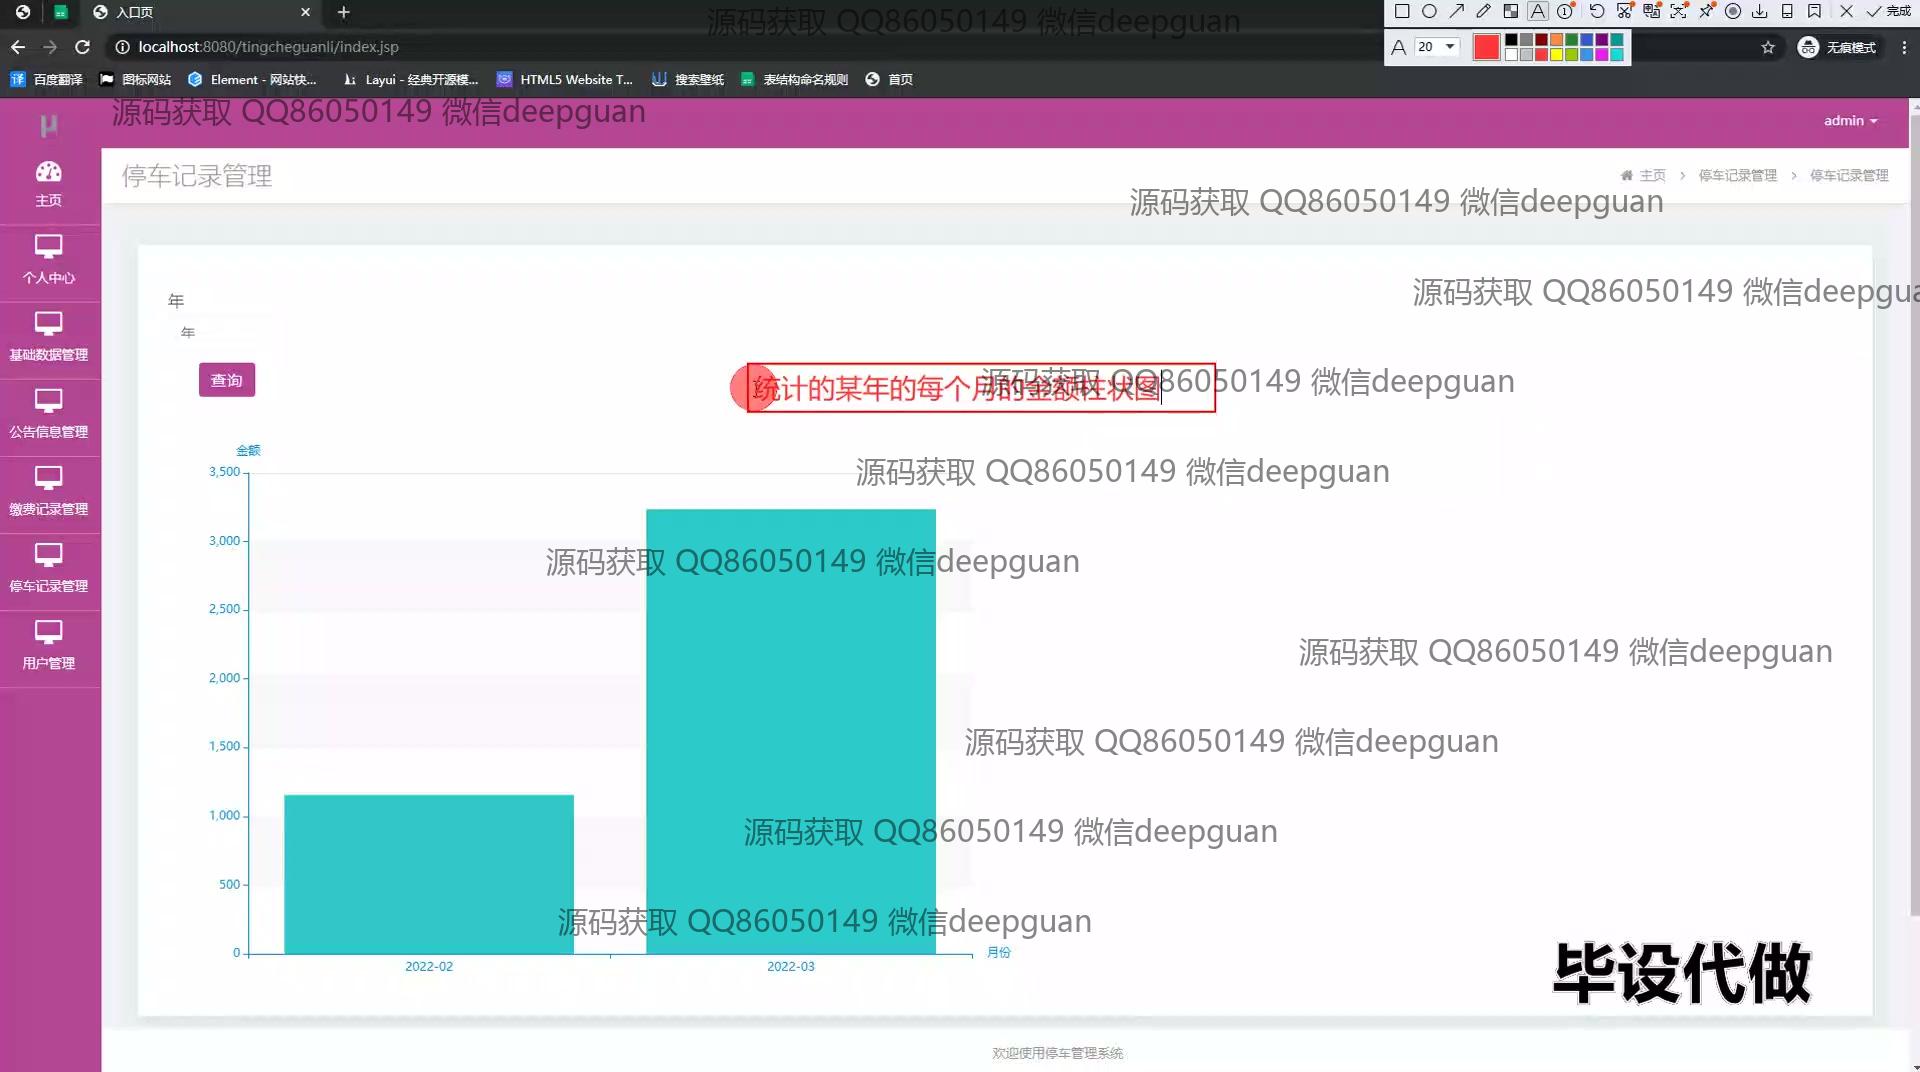 入口页
源码获取 QQ86050149 微信deepguan
完成
localhost:8080/tingcheguanli/index.jsp
A 20
无痕模式
百度翻译 图标网站 Element - 网站快... Layui - 经典开源模... HTML5 Website T... 搜索壁纸 表结构命名规则 首页
源码获取 QQ86050149 微信deepguan
admin
主页
停车记录管理
主页 > 停车记录管理 > 停车记录管理
源码获取 QQ86050149 微信deepguan
个人中心
源码获取 QQ86050149 微信deepgua
年
年
基础数据管理
查询
统计的某年的每个月的金额柱状图
源码获取 QQ86050149 微信deepguan
公告信息管理
金额
3,500
源码获取 QQ86050149 微信deepguan
缴费记录管理
3,000
源码获取 QQ86050149 微信deepguan
停车记录管理
2,500
源码获取 QQ86050149 微信deepguan
用户管理
2,000
1,500
源码获取 QQ86050149 微信deepguan
1,000
源码获取 QQ86050149 微信deepguan
500
源码获取 QQ86050149 微信deepguan
0
月份
2022-02 2022-03
毕设代做
欢迎使用停车管理系统